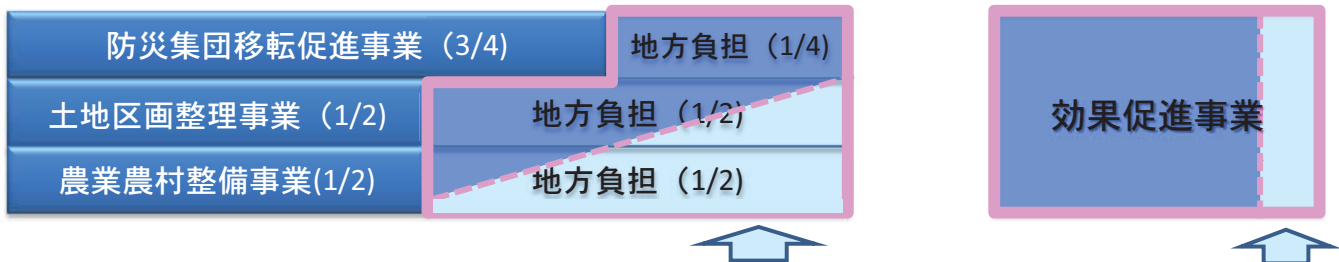 防災集団移転促進事業（3/4) 地方負担（1/4)
土地区画整理事業（1/2) 地方負担（1/2)
農業農村整備事業(1/2) 地方負担（1/2)
効果促進事業